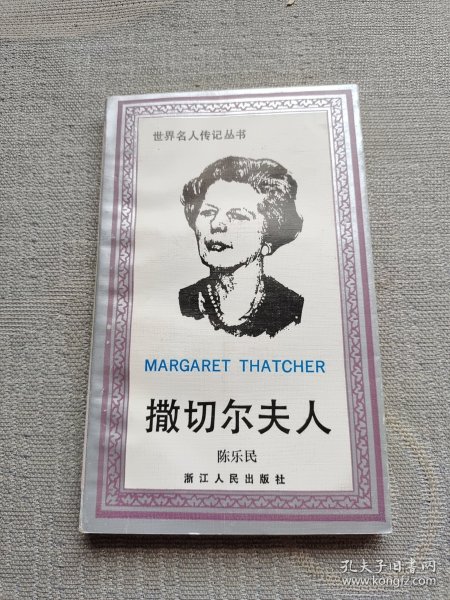 世界名人传记丛书
MARGARET THATCHER
撒切尔夫人
陈乐民
浙江人民出版社
孔夫子旧书网
www.kongfz.com